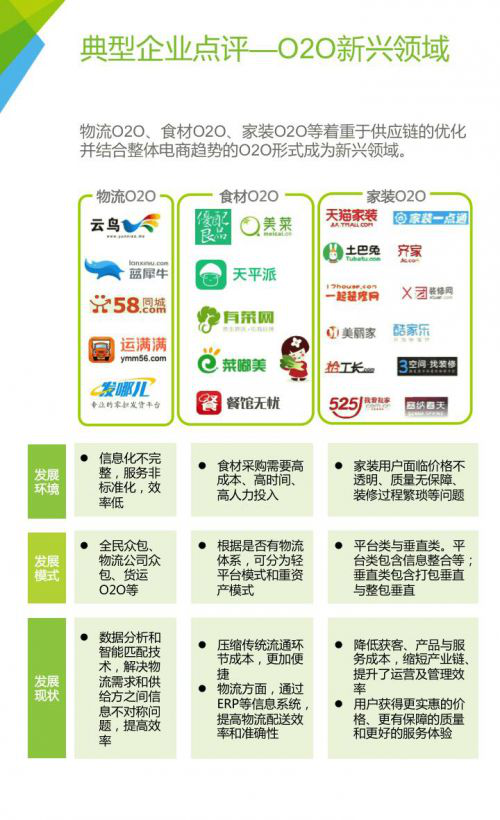 典型企业点评—O2O新兴领域
物流O2O、食材O2O、家装O2O等着重于供应链的优化
并结合整体电商趋势的O2O形式成为新兴领域。
物流O2O
云鸟
lanxiniu.com
蓝犀牛
58同城
.com
运满满
ymm56.com
发哪儿
专业的零担发货平台
食材O2O
優配
良品
美菜
meicai.cn
天平派
有菜网
菜嘟美
餐馆无忧
家装O2O
天猫家装
JIA.TMALL.COM
家装一点通
土巴兔
Tubatu.com
齐家
Jia.com
17house.com
一起装修网
装修网
美丽家
酷家乐
抢工长.com
3空间·找装修
525J我爱我家
.com.cn
塞纳春天
发展
环境
● 信息化不完
整，服务非
标准化，效
率低
● 食材采购需要高
成本、高时间、
高人力投入
● 家装用户面临价格不
透明、质量无保障、
装修过程繁琐等问题
发展
模式
● 全民众包、
物流公司众
包、货运
O2O等
● 根据是否有物流
体系，可分为轻
平台模式和重资
产模式
● 平台类与垂直类。平
台类包含信息整合等；
垂直类包含打包垂直
与整包垂直
发展
现状
● 数据分析和
智能匹配技
术，解决物
流需求和供
给方之间信
息不对称问
题，提高效
率
● 压缩传统流通环
节成本，更加便
捷
● 物流方面，通过
ERP等信息系统，
提高物流配送效
率和准确性
● 降低获客、产品与服
务成本，缩短产业链、
提升了运营及管理效
率
● 用户获得更实惠的价
格、更有保障的质量
和更好的服务体验